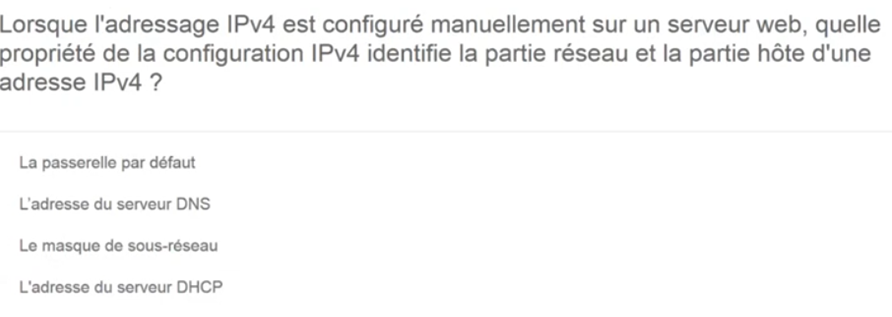 Lorsque l'adressage IPv4 est configuré manuellement sur un serveur web, quelle
propriété de la configuration IPv4 identifie la partie réseau et la partie hôte d'une
adresse IPv4 ?
La passerelle par défaut
L'adresse du serveur DNS
Le masque de sous-réseau
L'adresse du serveur DHCP